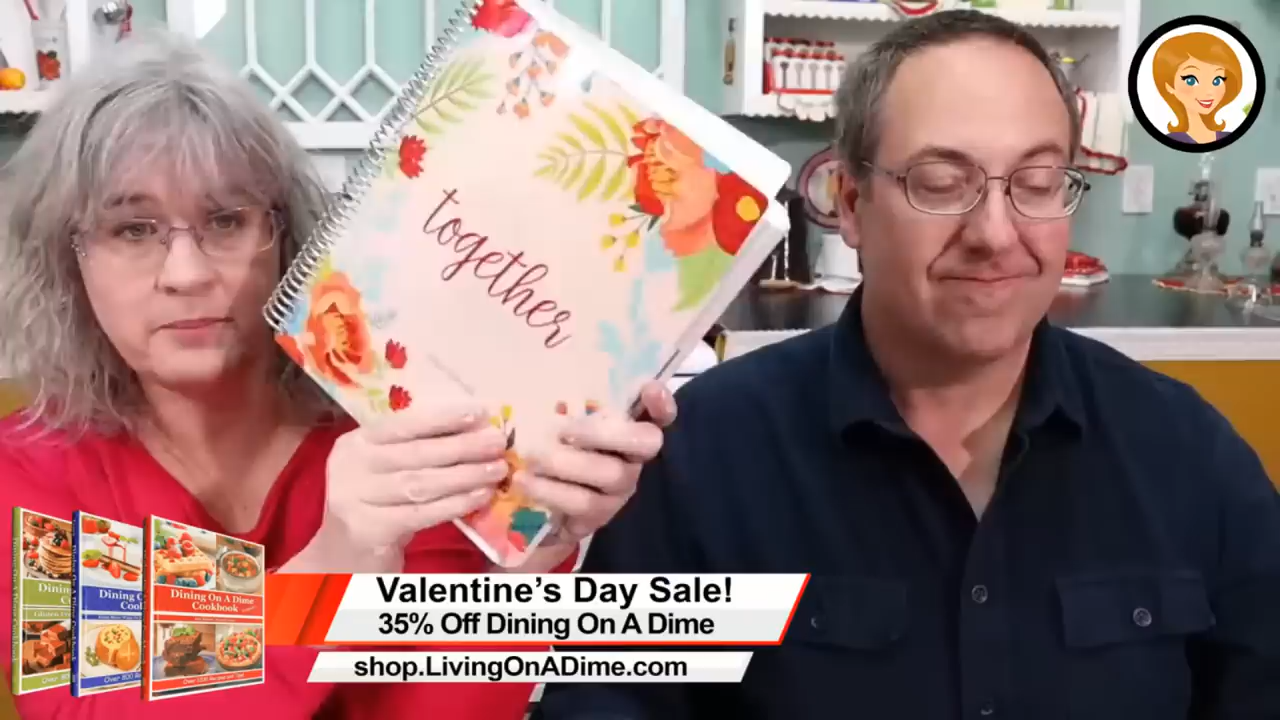 together
Valentine's Day Sale!
35% Off Dining On A Dime
shop.LivingOnADime.com
Dining On A Dime
Cookbook